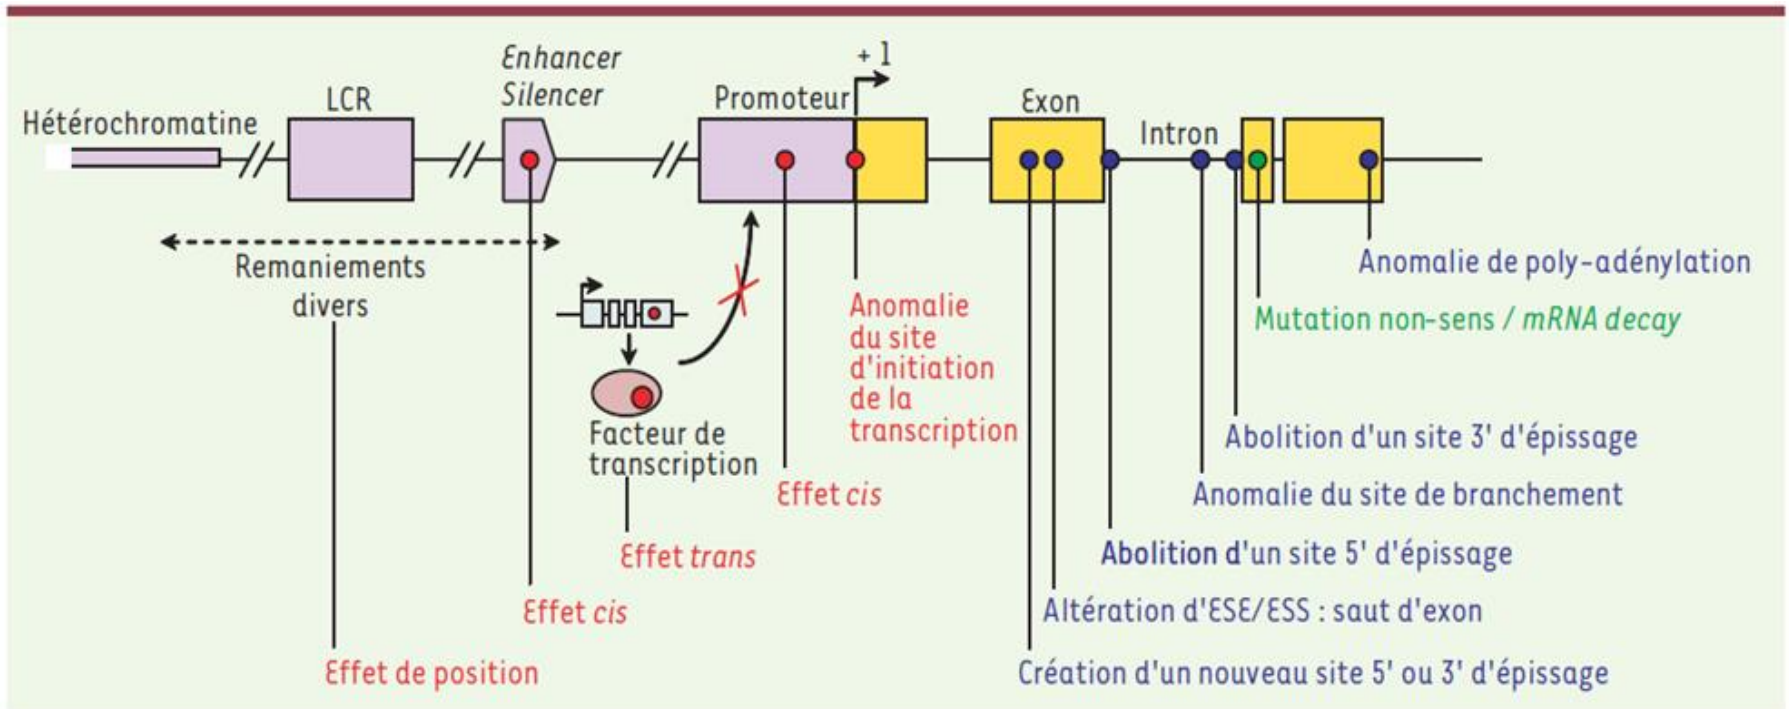 + 1
Enhancer
Silencer
LCR
Promoteur
Exon
Hétérochromatine
Intron
Remaniements
divers
Anomalie de poly-adénylation
Anomalie
du site
d'initiation
de la
transcription
Mutation non-sens / mRNA decay
Facteur de
transcription
Abolition d'un site 3' d'épissage
Effet cis
Anomalie du site de branchement
Effet trans
Abolition d'un site 5' d'épissage
Effet cis
Altération d'ESE/ESS : saut d'exon
Effet de position
Création d'un nouveau site 5' ou 3' d'épissage